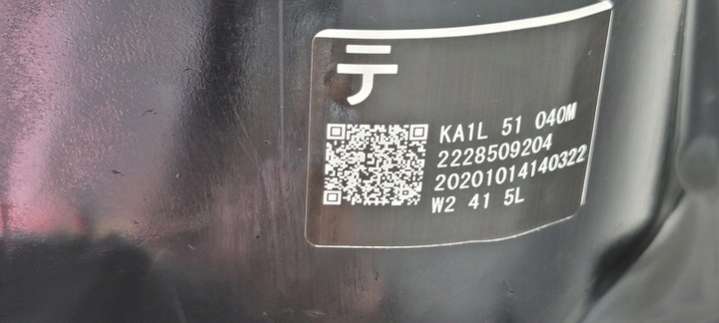 テ
KA1L 51 040M
2228509204
20201014140322
W2 41 5L